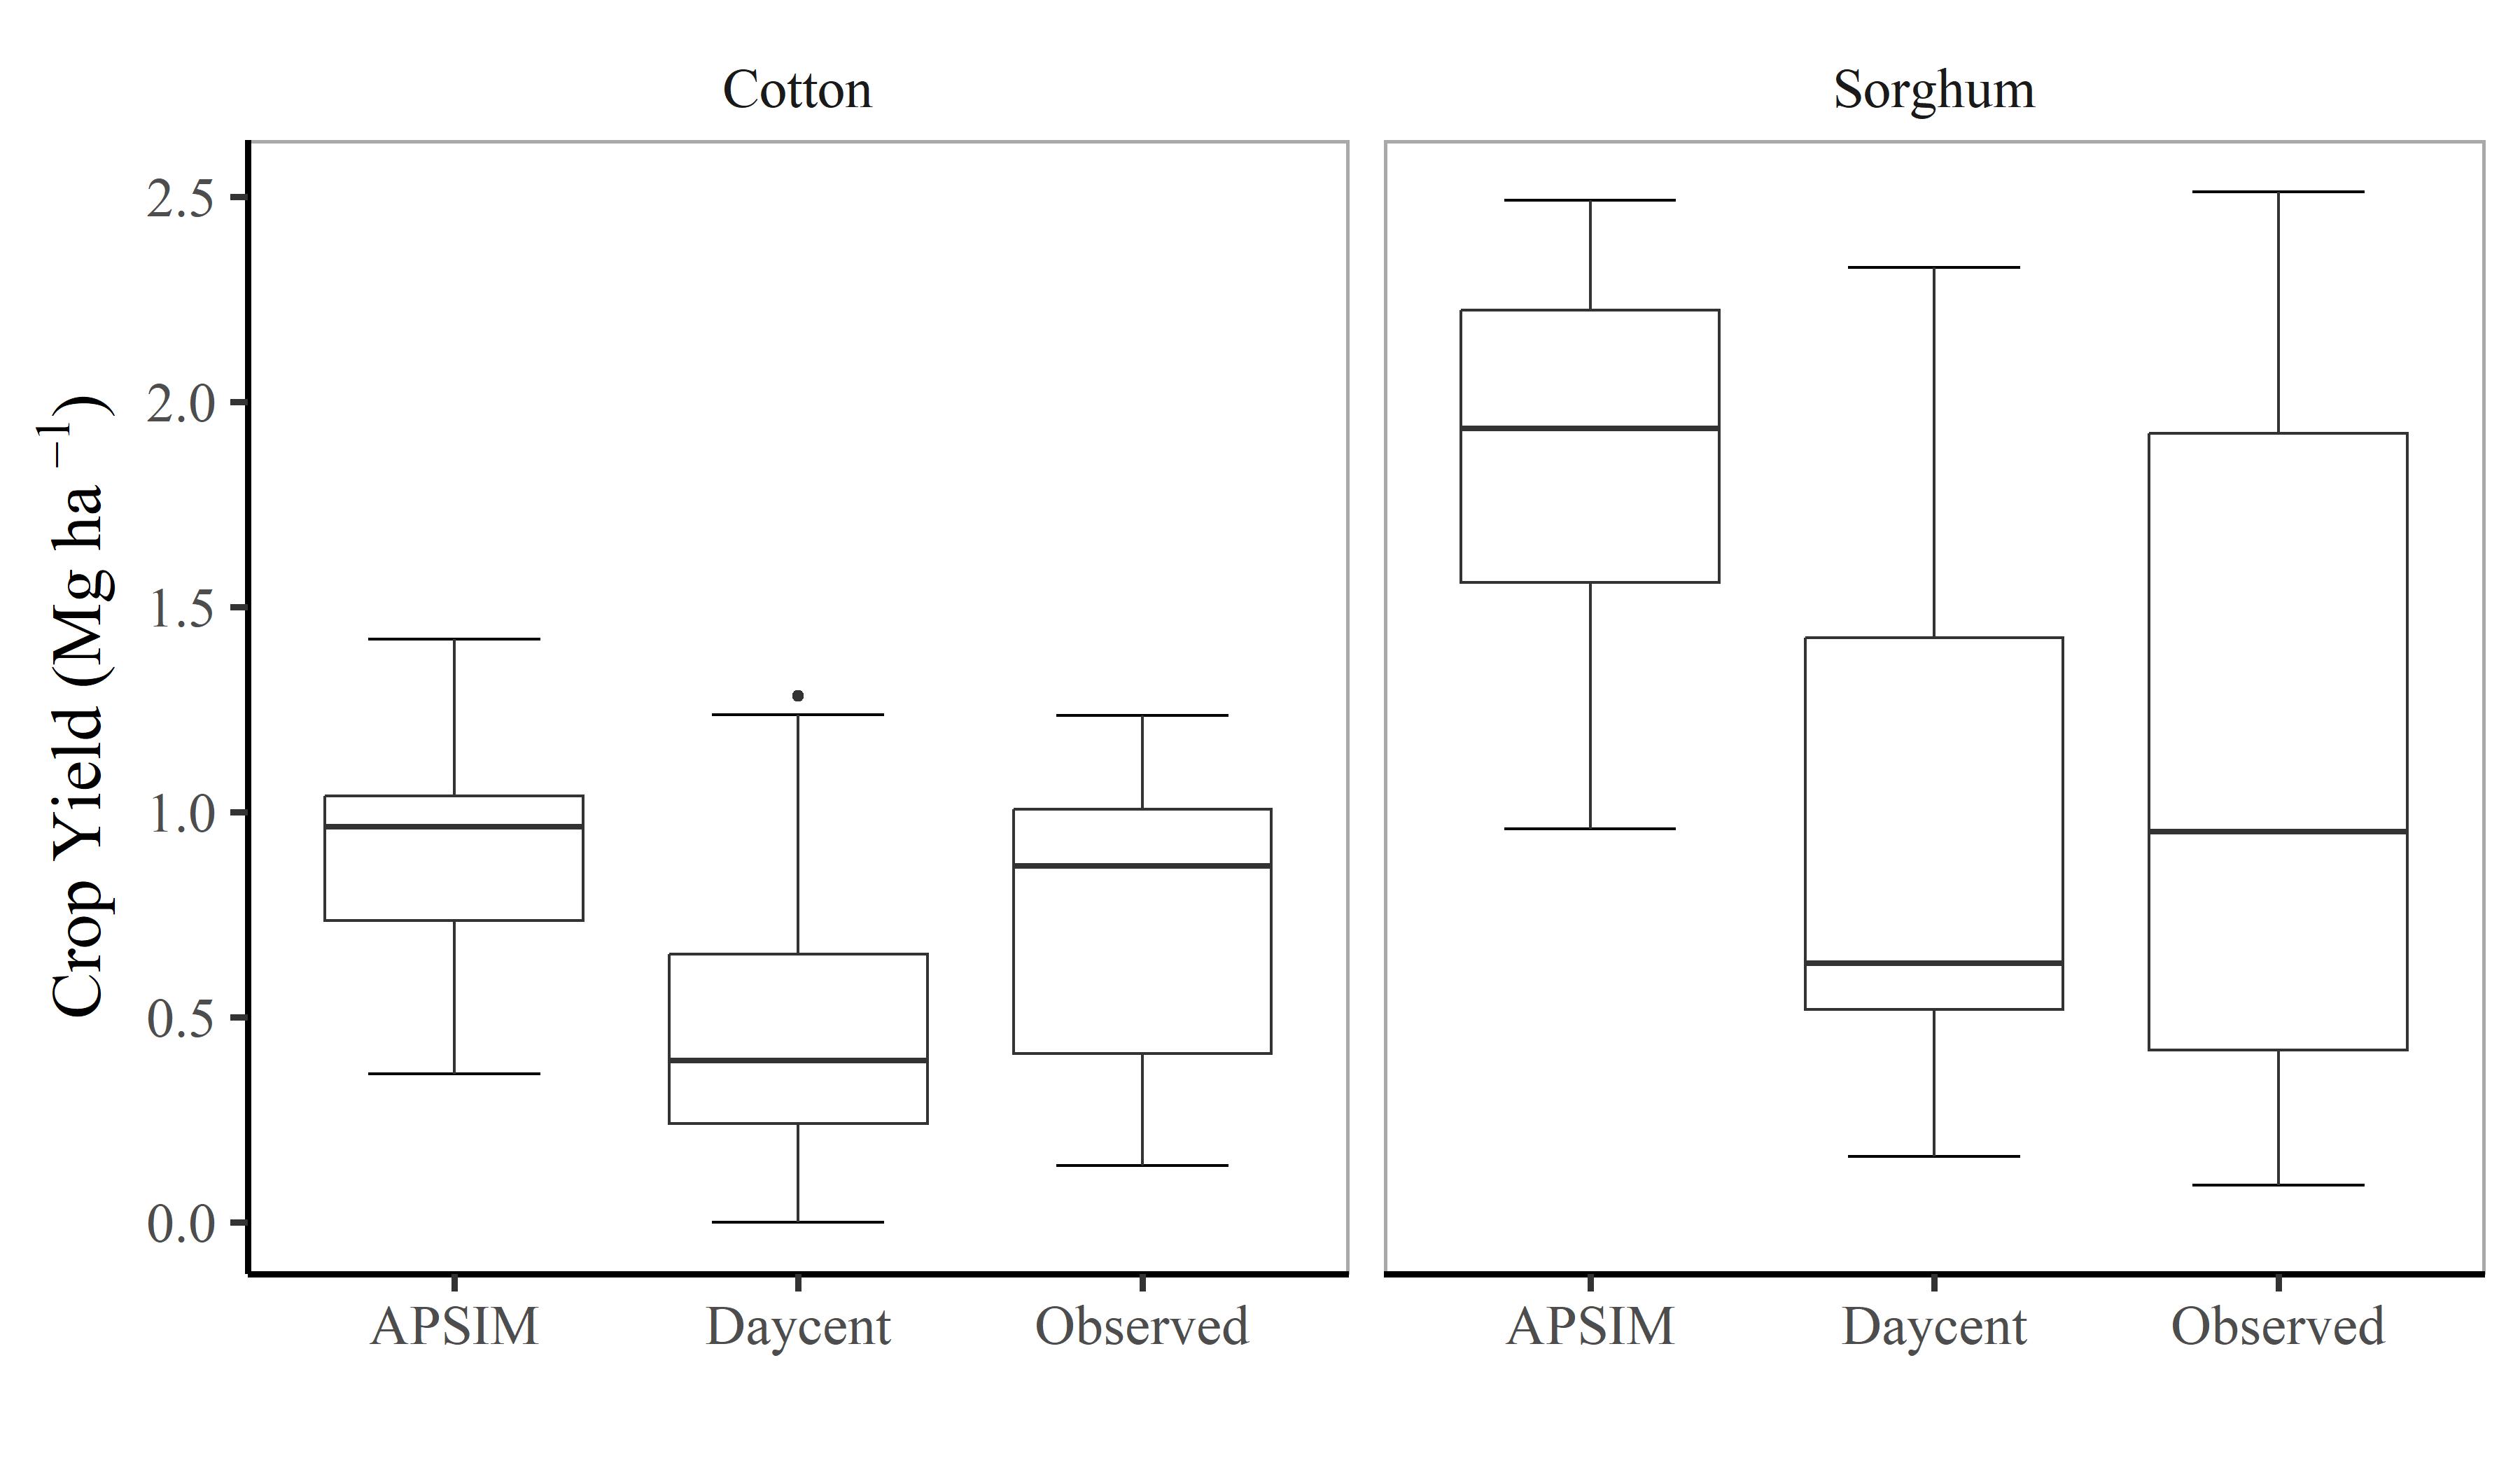 Cotton
Sorghum
Crop Yield (Mg ha⁻¹)
2.5
2.0
1.5
1.0
0.5
0.0
APSIM Daycent Observed
APSIM Daycent Observed